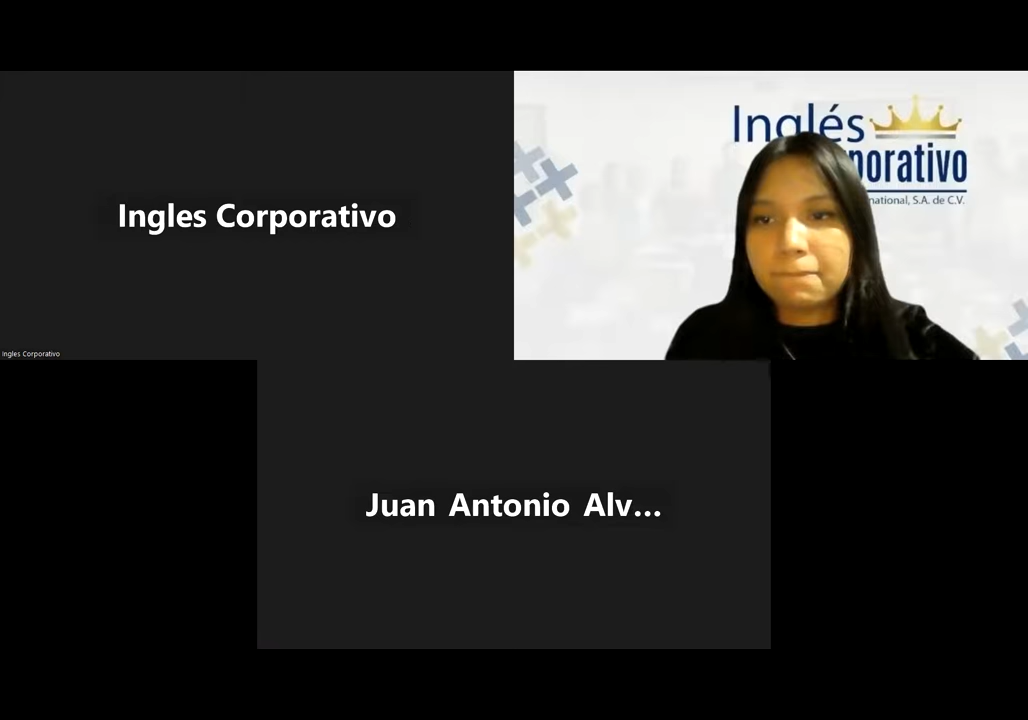 Ingles Corporativo
Inglés
porativo
national, S.A. de C.V.
Ingles Corporativo
Juan Antonio Alv...